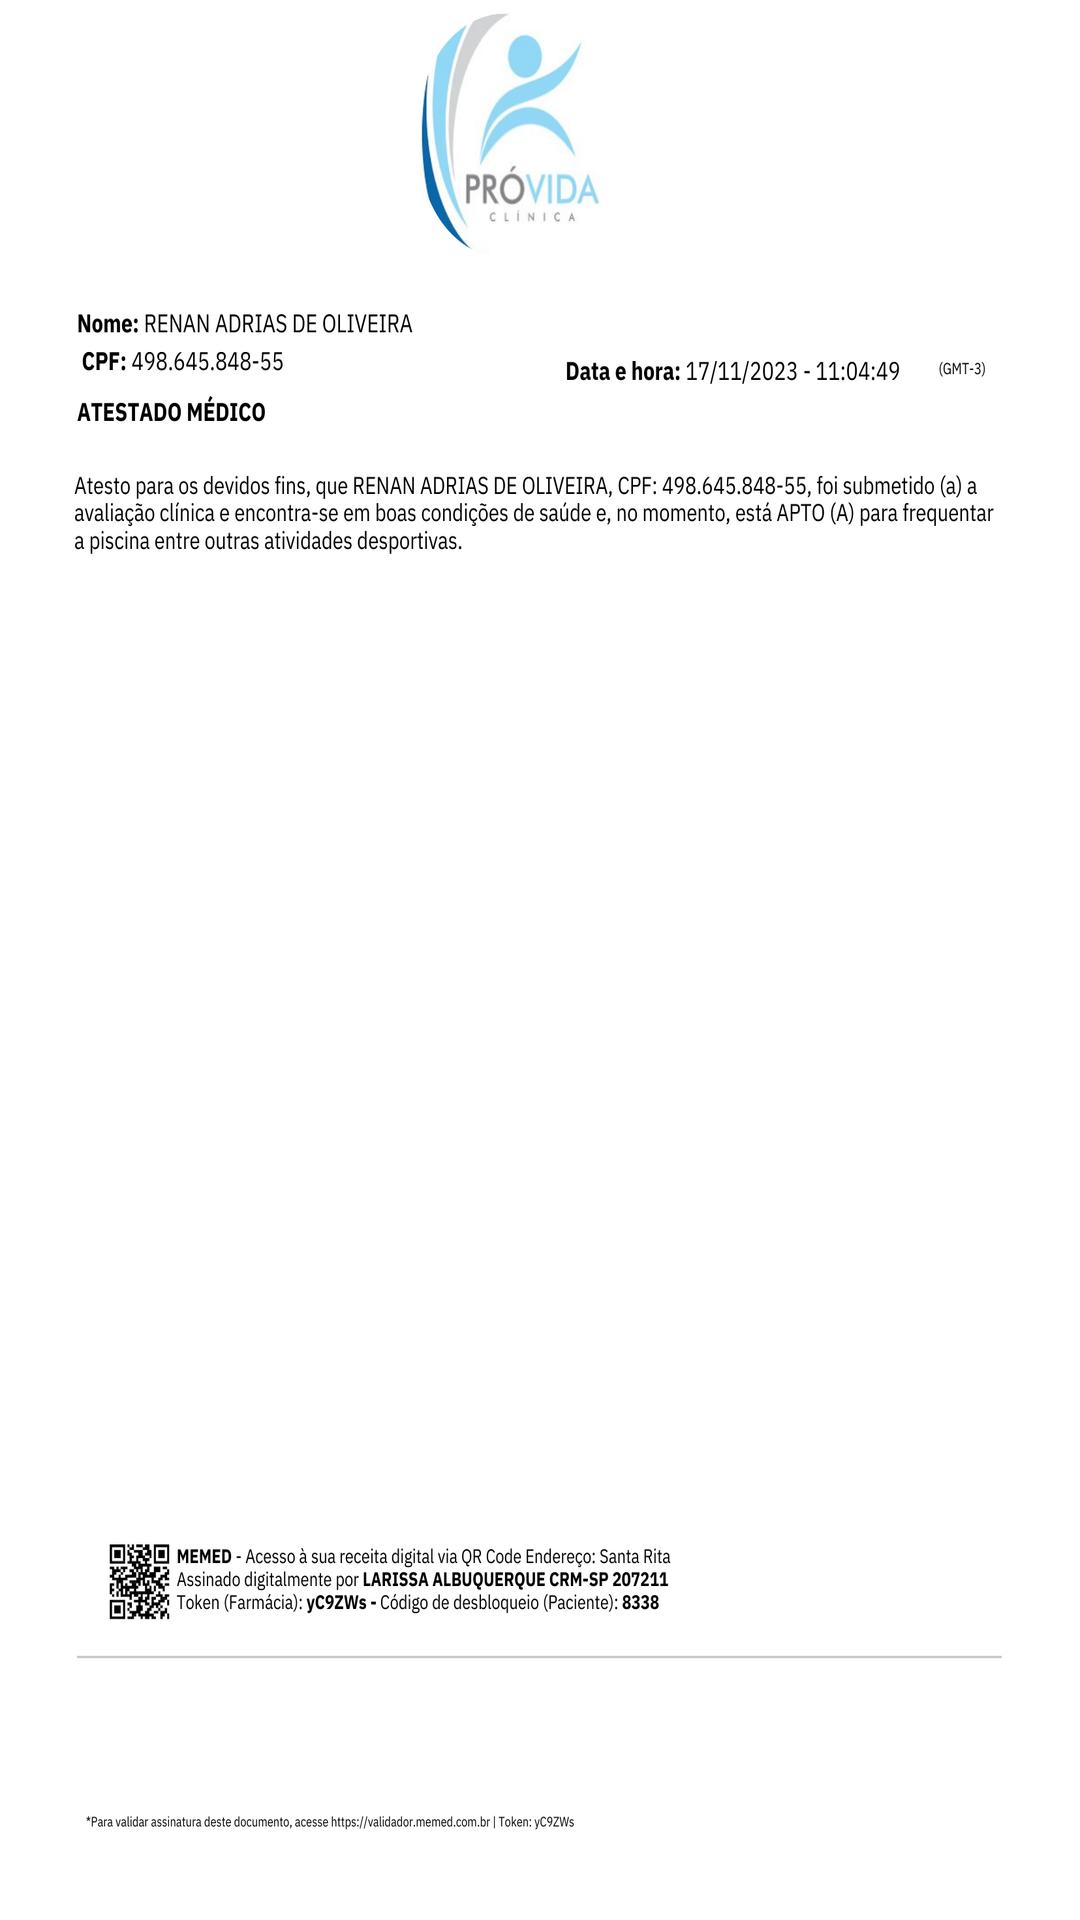 PRÓVIDA
CLÍNICA
Nome: RENAN ADRIAS DE OLIVEIRA
CPF: 498.645.848-55
Data e hora: 17/11/2023 - 11:04:49 (GMT-3)
ATESTADO MÉDICO
Atesto para os devidos fins, que RENAN ADRIAS DE OLIVEIRA, CPF: 498.645.848-55, foi submetido (a) a
avaliação clínica e encontra-se em boas condições de saúde e, no momento, está APTO (A) para frequentar
a piscina entre outras atividades desportivas.
MEMED - Acesso à sua receita digital via QR Code Endereço: Santa Rita
Assinado digitalmente por LARISSA ALBUQUERQUE CRM-SP 207211
Token (Farmácia): yC9ZWs - Código de desbloqueio (Paciente): 8338
*Para validar assinatura deste documento, acesse https://validador.memed.com.br | Token: yC9ZWs